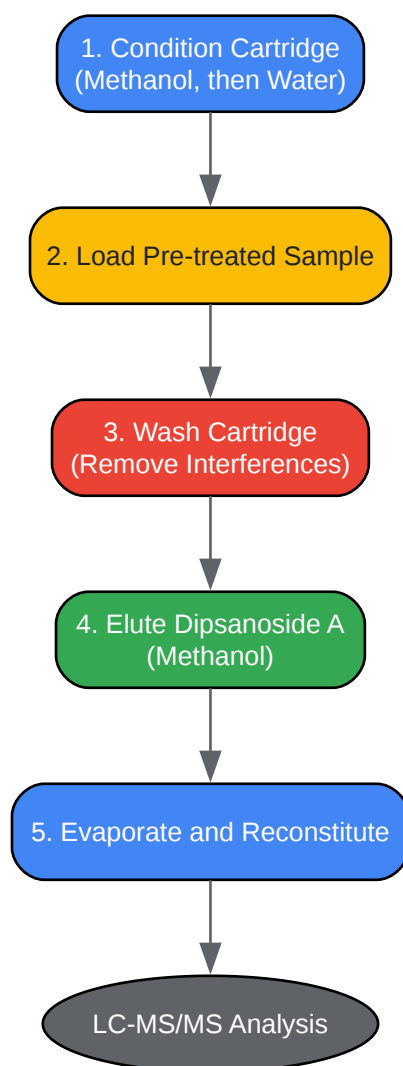 1. Condition Cartridge
(Methanol, then Water)
2. Load Pre-treated Sample
3. Wash Cartridge
(Remove Interferences)
4. Elute Dipsanoside A
(Methanol)
5. Evaporate and Reconstitute
LC-MS/MS Analysis